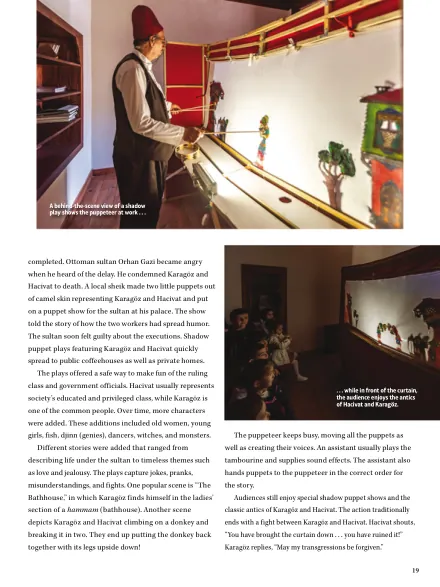 A behind-the-scene view of a shadow
play shows the puppeteer at work . . .
completed. Ottoman sultan Orhan Gazi became angry
when he heard of the delay. He condemned Karagöz and
Hacivat to death. A local sheik made two little puppets out
of camel skin representing Karagöz and Hacivat and put
on a puppet show for the sultan at his palace. The show
told the story of how the two workers had spread humor.
The sultan soon felt guilty about the executions. Shadow
puppet plays featuring Karagöz and Hacivat quickly
spread to public coffeehouses as well as private homes.
The plays offered a safe way to make fun of the ruling
class and government officials. Hacivat usually represents
society's educated and privileged class, while Karagöz is
one of the common people. Over time, more characters
were added. These additions included old women, young
girls, fish, djinn (genies), dancers, witches, and monsters.
Different stories were added that ranged from
describing life under the sultan to timeless themes such
as love and jealousy. The plays capture jokes, pranks,
misunderstandings, and fights. One popular scene is "The
Bathhouse," in which Karagöz finds himself in the ladies'
section of a hammam (bathhouse). Another scene
depicts Karagöz and Hacivat climbing on a donkey and
breaking it in two. They end up putting the donkey back
together with its legs upside down!
. . . while in front of the curtain,
the audience enjoys the antics
of Hacivat and Karagöz.
The puppeteer keeps busy, moving all the puppets as
well as creating their voices. An assistant usually plays the
tambourine and supplies sound effects. The assistant also
hands puppets to the puppeteer in the correct order for
the story.
Audiences still enjoy special shadow puppet shows and the
classic antics of Karagöz and Hacivat. The action traditionally
ends with a fight between Karagöz and Hacivat. Hacivat shouts,
"You have brought the curtain down . . . you have ruined it!"
Karagöz replies, "May my transgressions be forgiven."
19